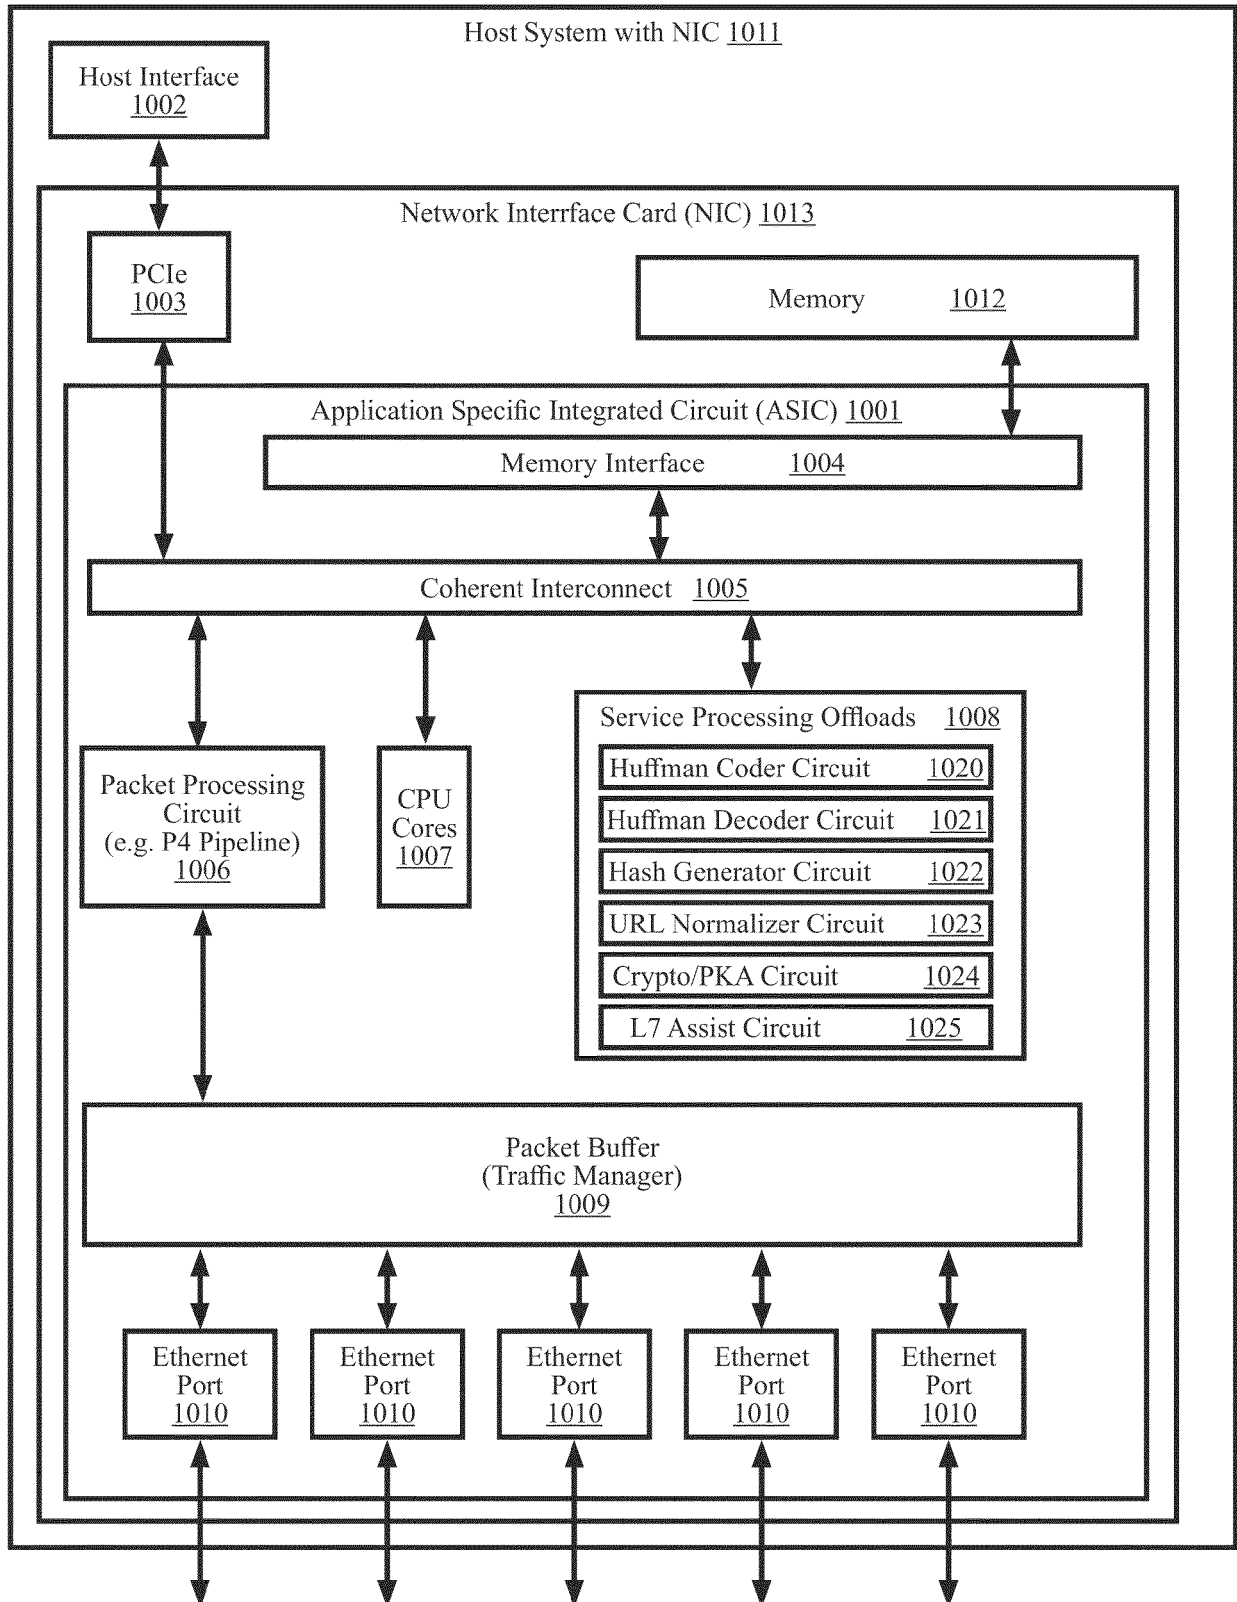 Host System with NIC 1011
Host Interface
1002
Network Interrface Card (NIC) 1013
PCIe
1003
Memory 1012
Application Specific Integrated Circuit (ASIC) 1001
Memory Interface 1004
Coherent Interconnect 1005
Packet Processing
Circuit
(e.g. P4 Pipeline)
1006
CPU
Cores
1007
Service Processing Offloads 1008
Huffman Coder Circuit 1020
Huffman Decoder Circuit 1021
Hash Generator Circuit 1022
URL Normalizer Circuit 1023
Crypto/PKA Circuit 1024
L7 Assist Circuit 1025
Packet Buffer
(Traffic Manager)
1009
Ethernet
Port
1010
Ethernet
Port
1010
Ethernet
Port
1010
Ethernet
Port
1010
Ethernet
Port
1010